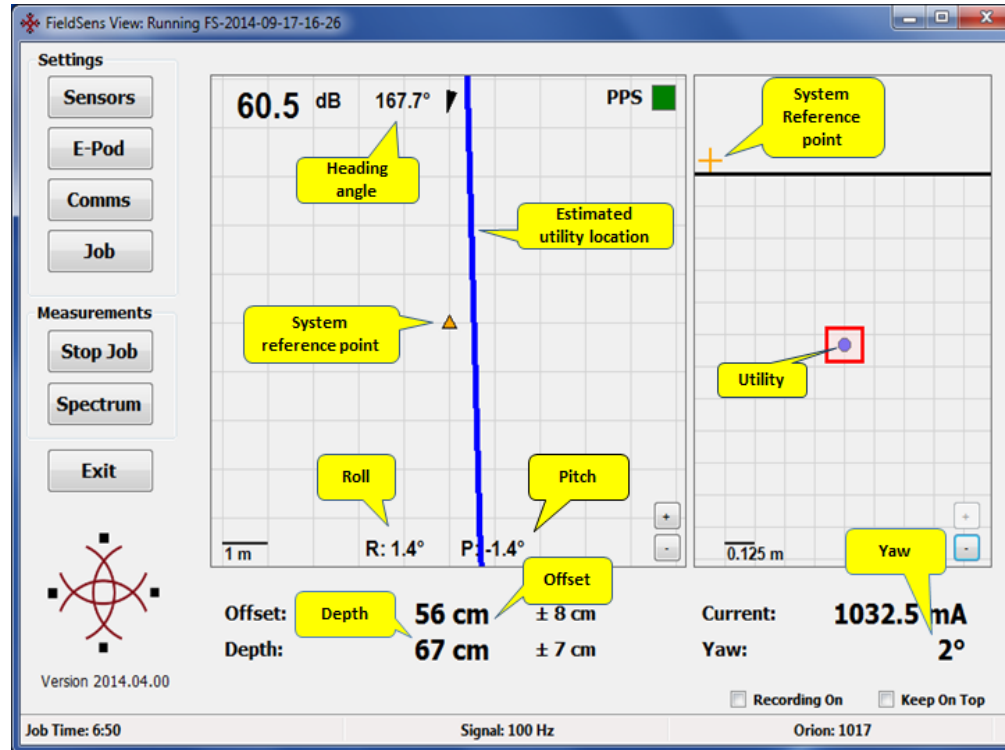 FieldSens View: Running FS-2014-09-17-16-26
Settings
Sensors
E-Pod
Comms
Job
Measurements
Stop Job
Spectrum
Exit
Version 2014.04.00
60.5 dB 167.7° PPS
Heading
angle
Estimated
utility location
System
reference point
Roll
Pitch
1 m
R: 1.4° P: -1.4°
+
-
System
Reference
point
Utility
+
-
0.125 m
Yaw
Offset
Depth
Offset: 56 cm ± 8 cm
Depth: 67 cm ± 7 cm
Current: 1032.5 mA
Yaw: 2°
Recording On Keep On Top
Job Time: 6:50 Signal: 100 Hz Orion: 1017